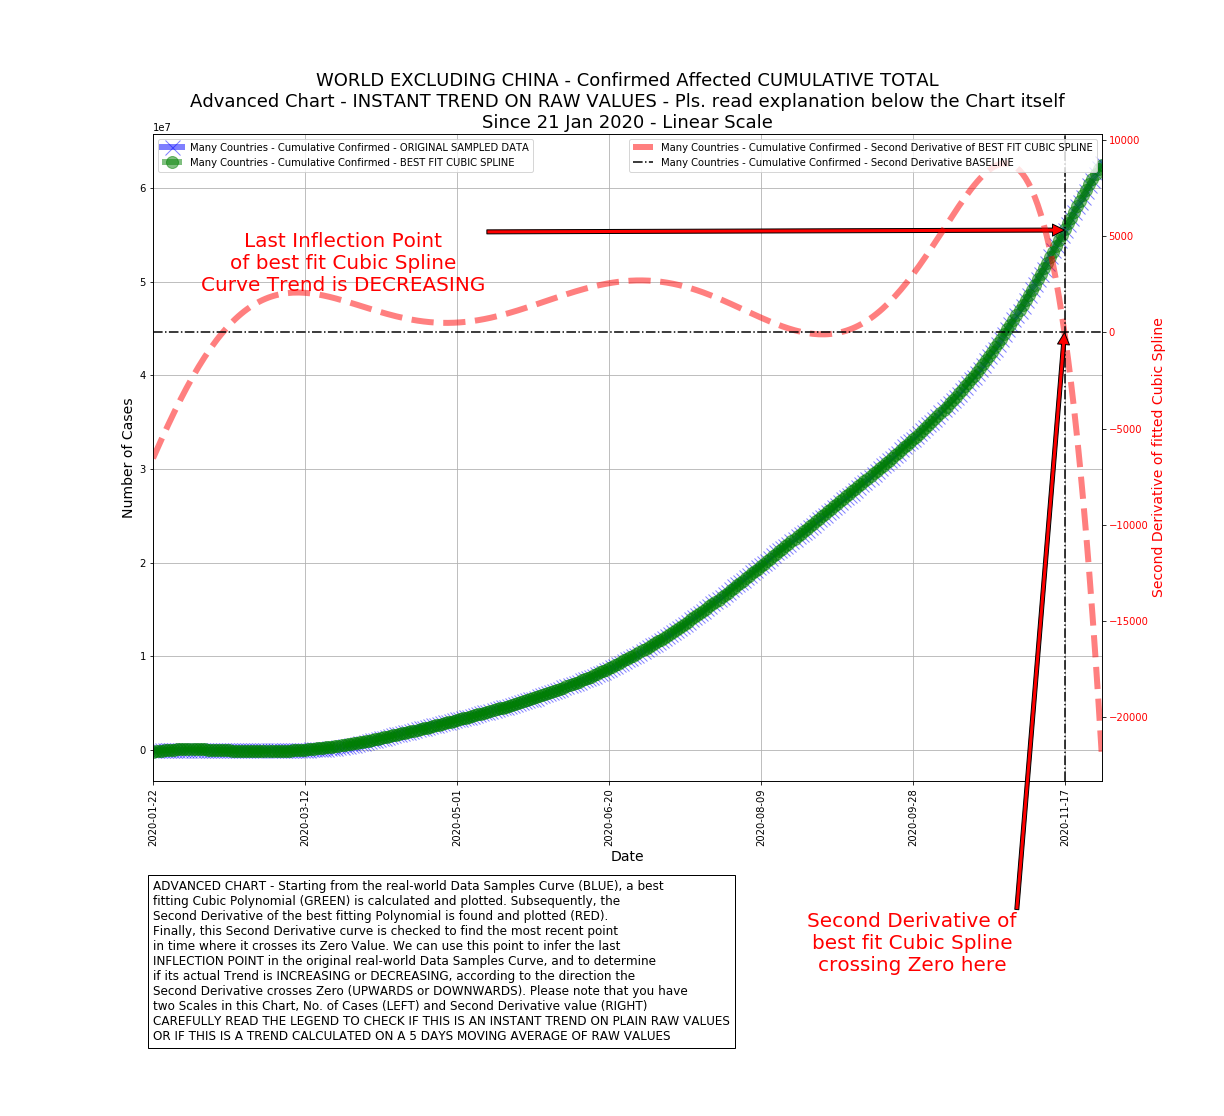 WORLD EXCLUDING CHINA - Confirmed Affected CUMULATIVE TOTAL
Advanced Chart - INSTANT TREND ON RAW VALUES - Pls. read explanation below the Chart itself
Since 21 Jan 2020 - Linear Scale
1e7
Many Countries - Cumulative Confirmed - ORIGINAL SAMPLED DATA
Many Countries - Cumulative Confirmed - BEST FIT CUBIC SPLINE
Many Countries - Cumulative Confirmed - Second Derivative of BEST FIT CUBIC SPLINE
Many Countries - Cumulative Confirmed - Second Derivative BASELINE
Last Inflection Point
of best fit Cubic Spline
Curve Trend is DECREASING
Number of Cases
6
5
4
3
2
1
0
10000
5000
0
−5000
−10000
−15000
−20000
Second Derivative of fitted Cubic Spline
2020-01-22
2020-03-12
2020-05-01
2020-06-20
2020-08-09
2020-09-28
2020-11-17
Date
Second Derivative of
best fit Cubic Spline
crossing Zero here
ADVANCED CHART - Starting from the real-world Data Samples Curve (BLUE), a best
fitting Cubic Polynomial (GREEN) is calculated and plotted. Subsequently, the
Second Derivative of the best fitting Polynomial is found and plotted (RED).
Finally, this Second Derivative curve is checked to find the most recent point
in time where it crosses its Zero Value. We can use this point to infer the last
INFLECTION POINT in the original real-world Data Samples Curve, and to determine
if its actual Trend is INCREASING or DECREASING, according to the direction the
Second Derivative crosses Zero (UPWARDS or DOWNWARDS). Please note that you have
two Scales in this Chart, No. of Cases (LEFT) and Second Derivative value (RIGHT)
CAREFULLY READ THE LEGEND TO CHECK IF THIS IS AN INSTANT TREND ON PLAIN RAW VALUES
OR IF THIS IS A TREND CALCULATED ON A 5 DAYS MOVING AVERAGE OF RAW VALUES